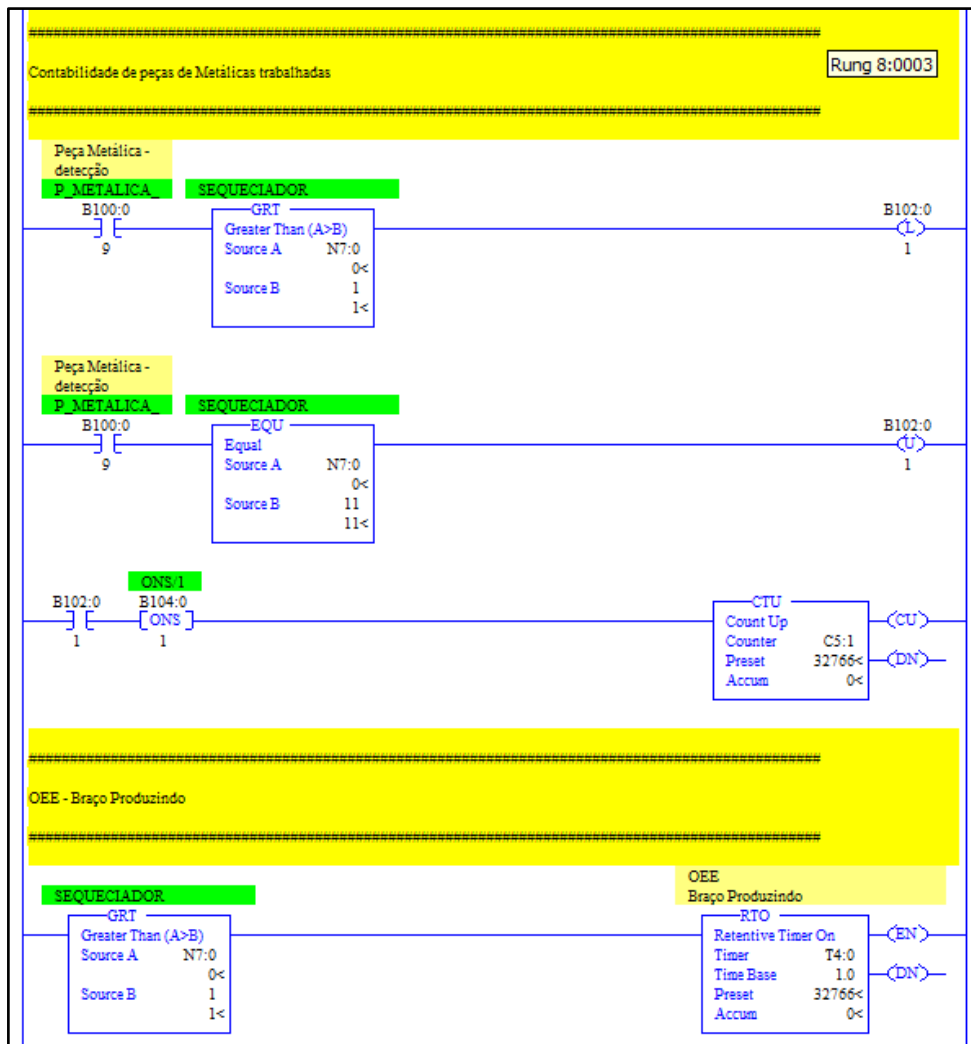 ################################################################
Contabilidade de peças de Metálicas trabalhadas
Rung 8:0003
################################################################
Peça Metálica -
detecção
P_METALICA_ SEQUECIADOR
B100:0 GRT B102:0
Greater Than (A>B) L
9 Source A N7:0 1
0<
Source B 1
1<
Peça Metálica -
detecção
P_METALICA_ SEQUECIADOR
B100:0 EQU B102:0
Equal U
9 Source A N7:0 1
0<
Source B 11
11<
ONS/1
B102:0 B104:0 CTU
ONS Count Up CU
1 1 Counter C5:1
Preset 32766< DN
Accum 0<
################################################################
OEE - Braço Produzindo
################################################################
OEE
SEQUECIADOR Braço Produzindo
GRT RTO
Greater Than (A>B) Retentive Timer On EN
Source A N7:0 Timer T4:0
0< Time Base 1.0 DN
Source B 1 Preset 32766<
1< Accum 0<